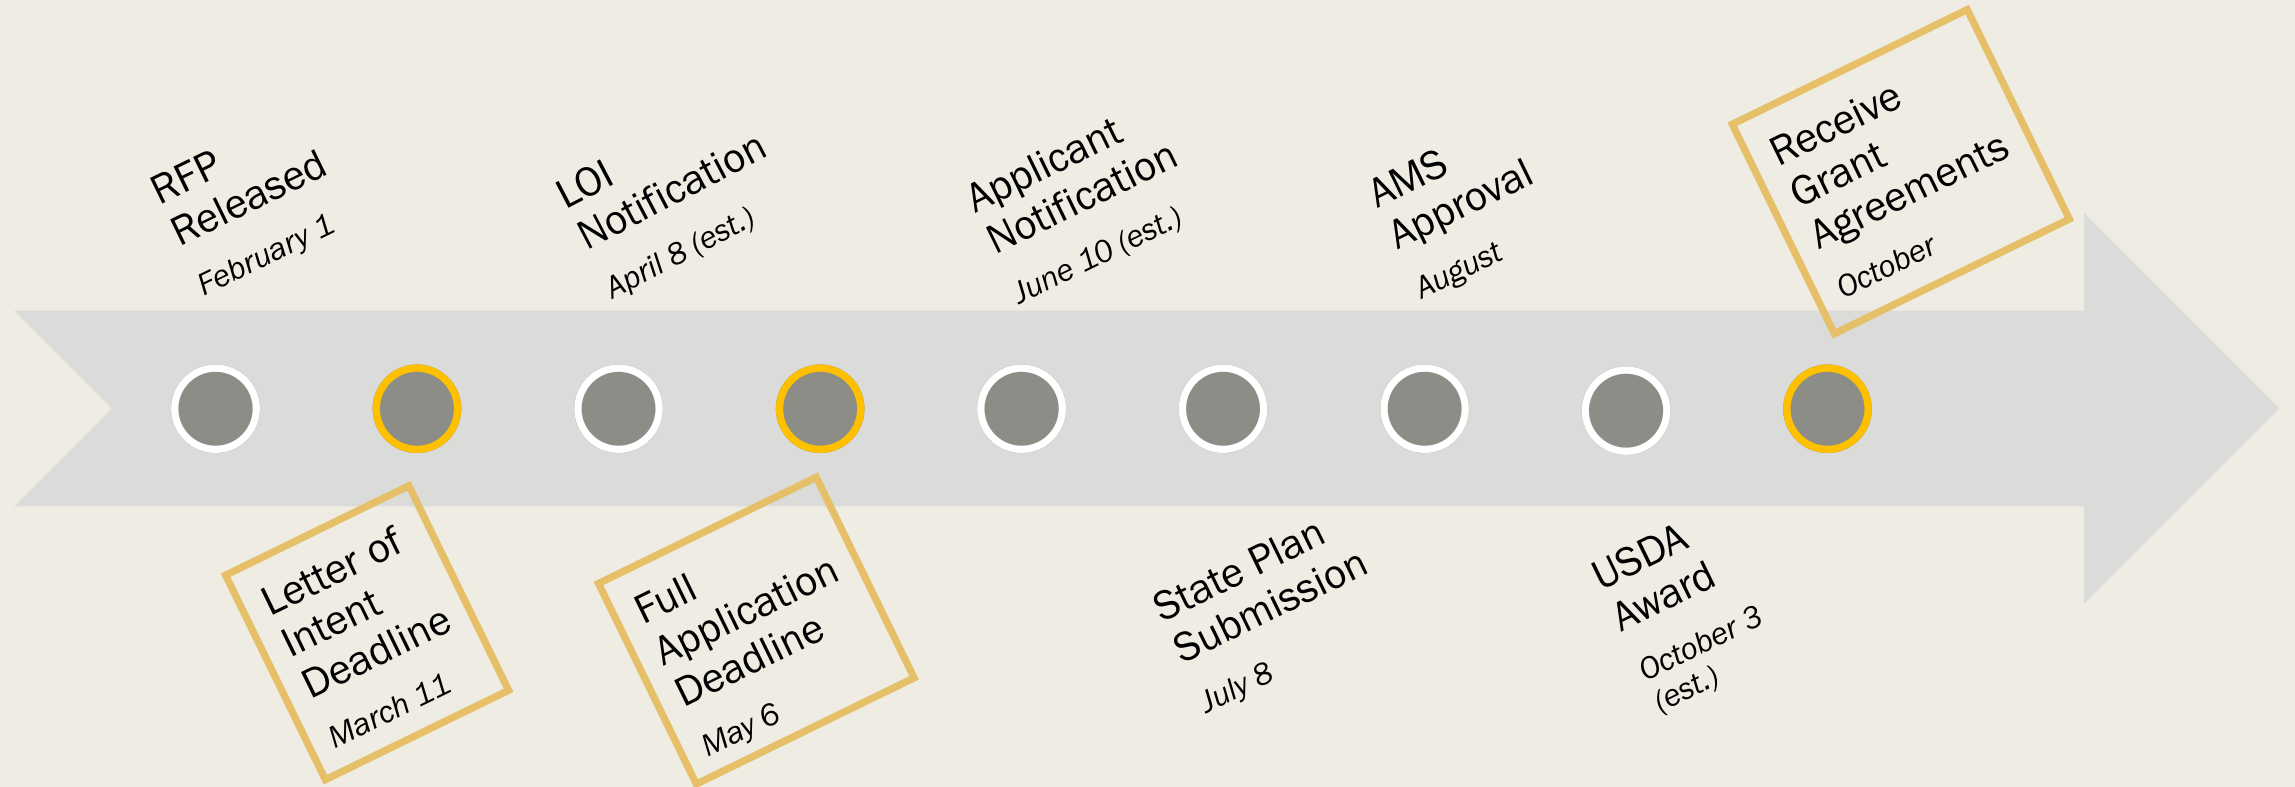 RFP
Released
February 1
Letter of
Intent
Deadline
March 11
LOI
Notification
April 8 (est.)
Full
Application
Deadline
May 6
Applicant
Notification
June 10 (est.)
State Plan
Submission
July 8
AMS
Approval
August
USDA
Award
October 3
(est.)
Receive
Grant
Agreements
October